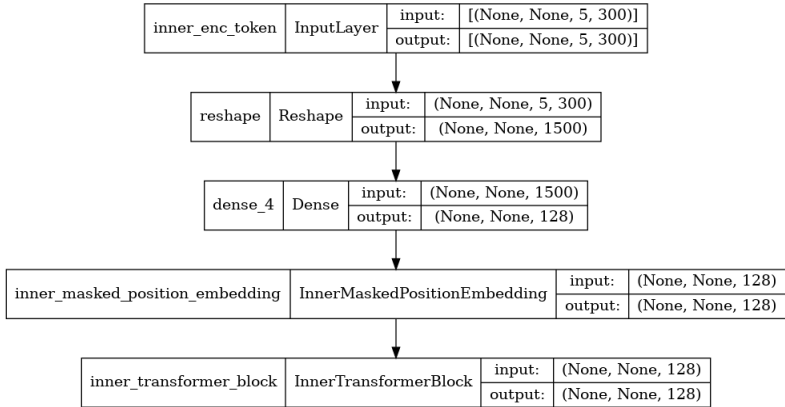 inner_enc_token InputLayer input: [(None, None, 5, 300)]
output: [(None, None, 5, 300)]
reshape Reshape input: (None, None, 5, 300)
output: (None, None, 1500)
dense_4 Dense input: (None, None, 1500)
output: (None, None, 128)
inner_masked_position_embedding InnerMaskedPositionEmbedding input: (None, None, 128)
output: (None, None, 128)
inner_transformer_block InnerTransformerBlock input: (None, None, 128)
output: (None, None, 128)